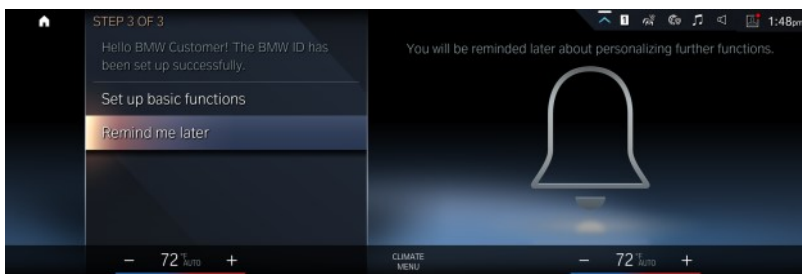 STEP 3 OF 3
1
1:48pm
Hello BMW Customer! The BMW ID has
been set up successfully.
Set up basic functions
Remind me later
You will be reminded later about personalizing further functions.
− 72 °F AUTO +
CLIMATE
MENU
− 72 °F AUTO +